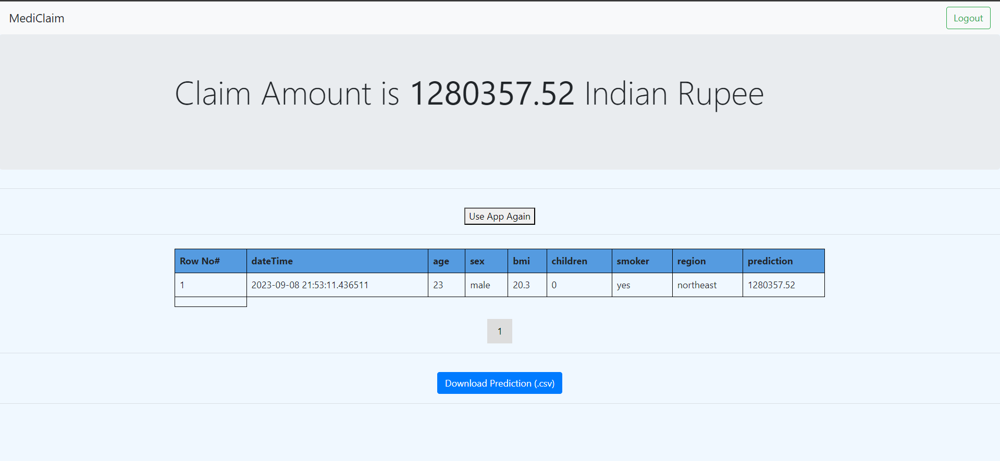 MediClaim Logout
Claim Amount is 1280357.52 Indian Rupee
Use App Again
Row No# dateTime age sex bmi children smoker region prediction
1 2023-09-08 21:53:11.436511 23 male 20.3 0 yes northeast 1280357.52
1
Download Prediction (.csv)